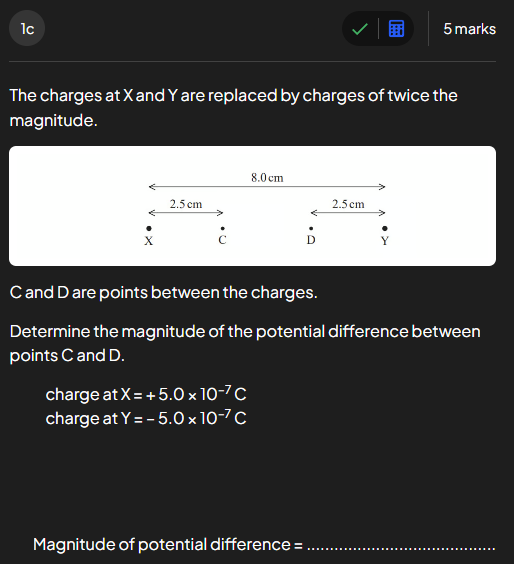 1c
5 marks
The charges at X and Y are replaced by charges of twice the
magnitude.
8.0 cm
2.5 cm 2.5 cm
X C D Y
C and D are points between the charges.
Determine the magnitude of the potential difference between
points C and D.
charge at X = + 5.0 × 10⁻⁷ C
charge at Y = − 5.0 × 10⁻⁷ C
Magnitude of potential difference = .........................................